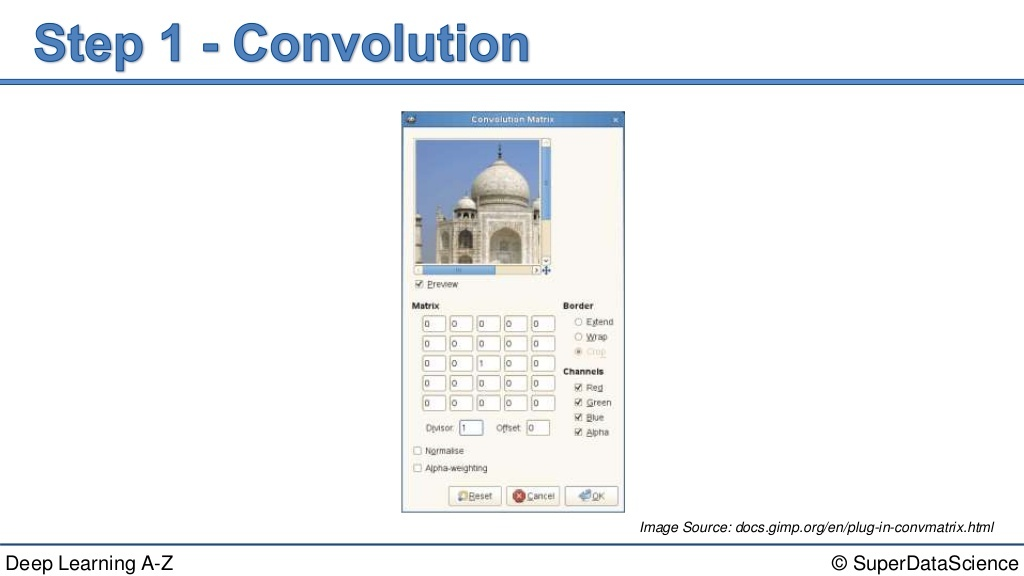 Step 1 - Convolution
Convolution Matrix
Preview
Matrix
0 0 0 0 0
0 0 0 0 0
0 0 1 0 0
0 0 0 0 0
0 0 0 0 0
Divisor: 1 Offset: 0
Border
Extend
Wrap
Crop
Channels
Red
Green
Blue
Alpha
Normalise
Alpha-weighting
Reset Cancel OK
Image Source: docs.gimp.org/en/plug-in-convmatrix.html
Deep Learning A-Z
© SuperDataScience